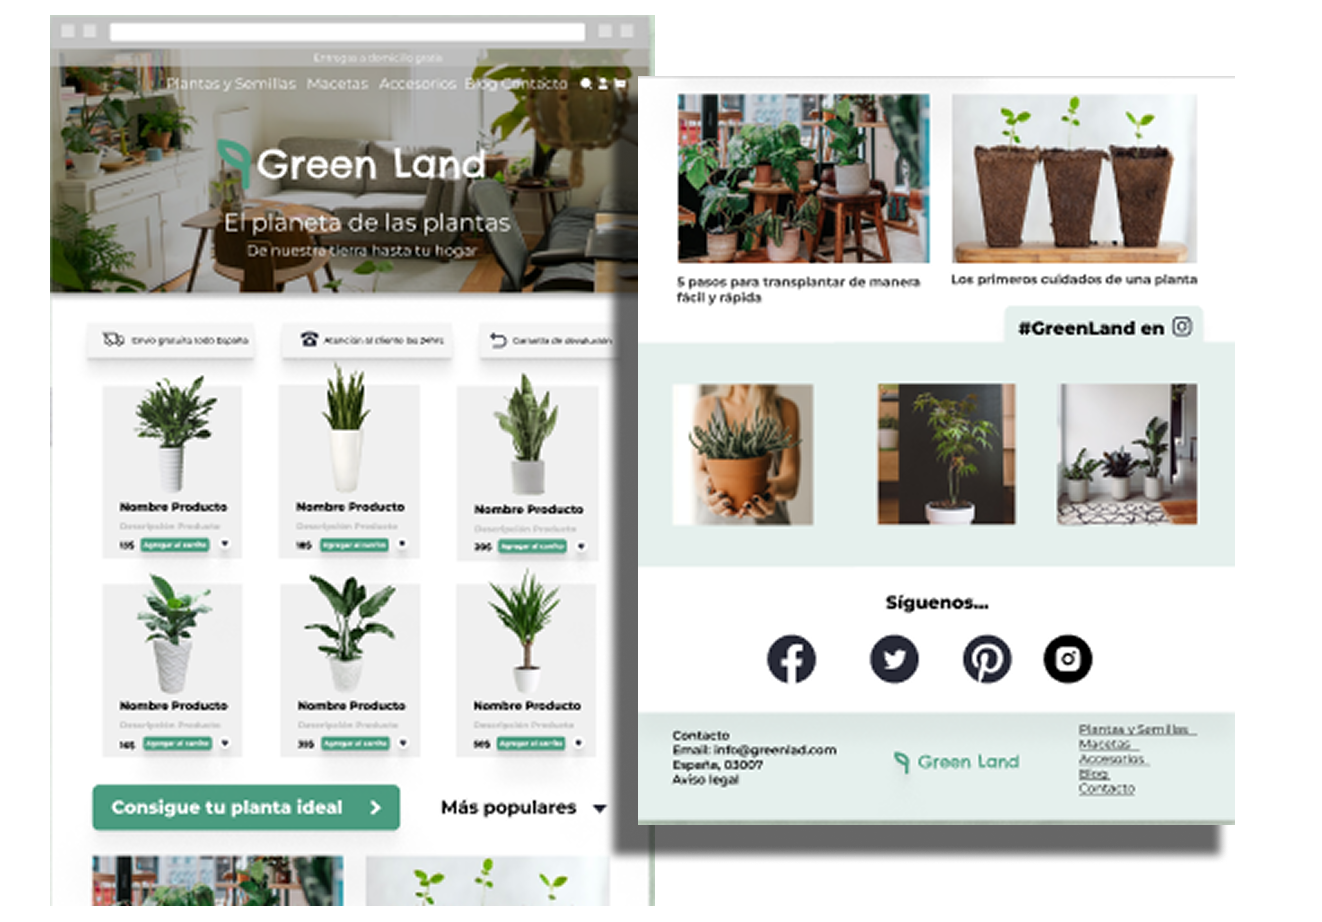 Entregas a domicilio gratis
Plantas y Semillas Macetas Accesorios Blog Contacto
Green Land
El planeta de las plantas
De nuestra tierra hasta tu hogar
Envío gratuito todo España
Atención al cliente las 24hrs
Garantía de devolución
Nombre Producto
Descripción Producto
Agregar al carrito
Nombre Producto
Descripción Producto
18$ Agregar al carrito
Nombre Producto
Descripción Producto
Agregar al carrito
Nombre Producto
Descripción Producto
Agregar al carrito
Nombre Producto
Descripción Producto
Agregar al carrito
Nombre Producto
Descripción Producto
Agregar al carrito
Consigue tu planta ideal
Más populares
5 pasos para transplantar de manera
fácil y rápida
Los primeros cuidados de una planta
#GreenLand en
Síguenos...
Contacto
Email: info@greenlad.com
España, 03007
Aviso legal
Green Land
Plantas y Semillas
Macetas
Accesorios
Blog
Contacto